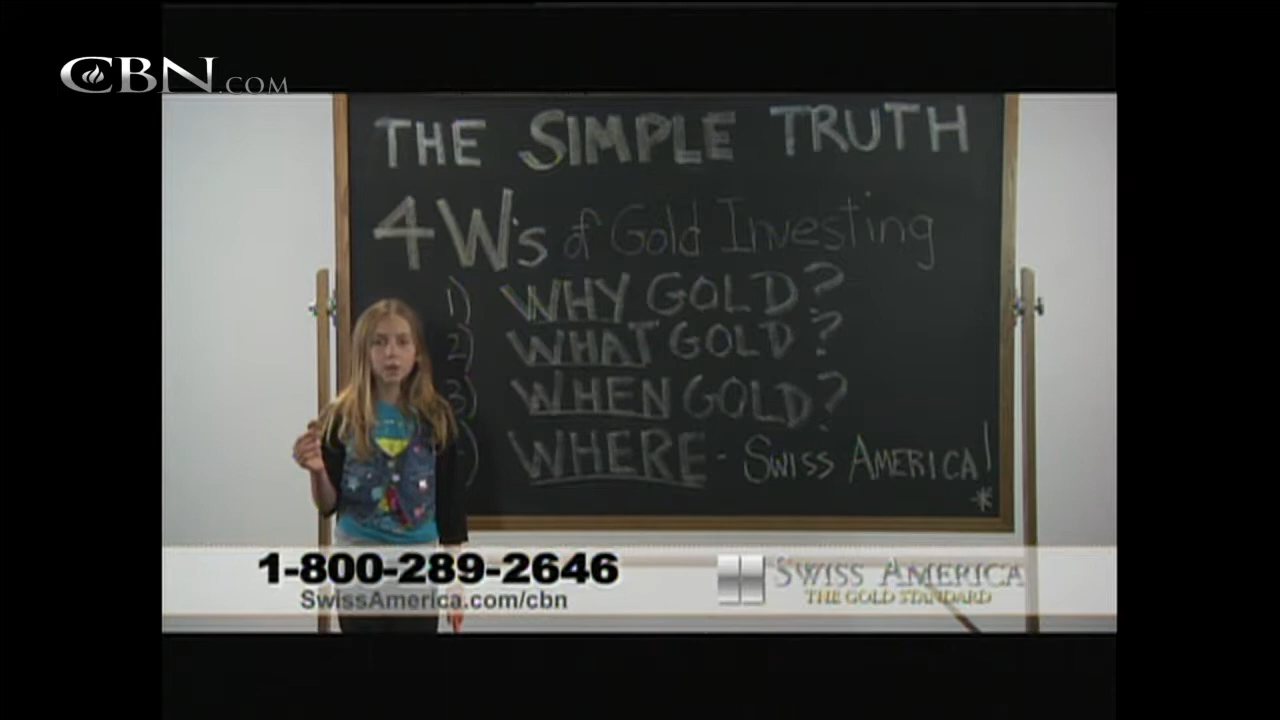 CBN.COM
THE SIMPLE TRUTH
4 W's of Gold Investing
1) WHY GOLD?
2) WHAT GOLD?
3) WHEN GOLD?
) WHERE - SWISS AMERICA!
*
1-800-289-2646
SwissAmerica.com/cbn
SWISS AMERICA
THE GOLD STANDARD